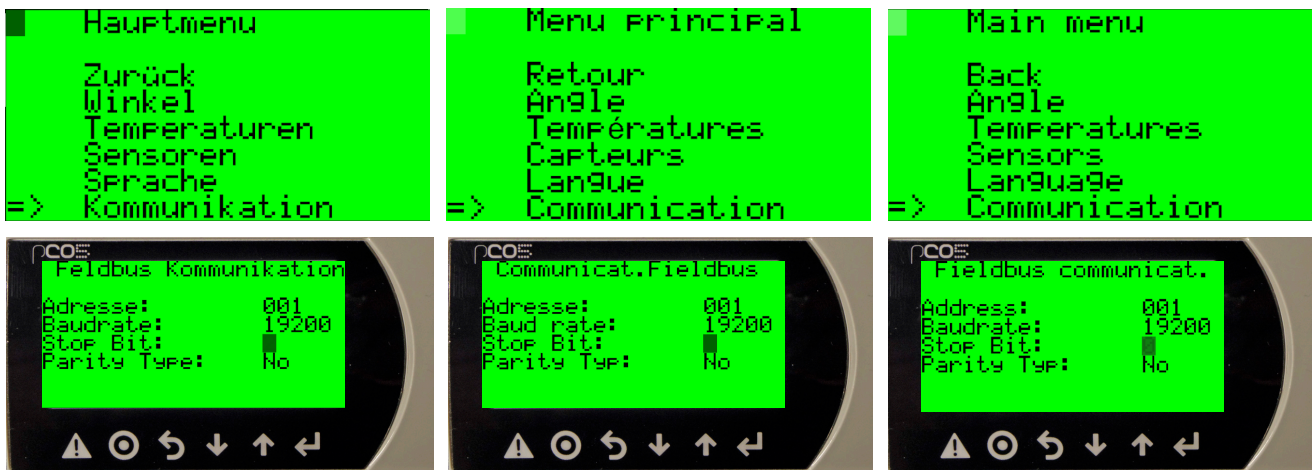 Hauptmenu
Zurück
Winkel
Temperaturen
Sensoren
Sprache
=> Kommunikation
Menu principal
Retour
Angle
Températures
Capteurs
Langue
=> Communication
Main menu
Back
Angle
Temperatures
Sensors
Language
=> Communication
pCO5
Feldbus Kommunikation
Adresse: 001
Baudrate: 19200
Stop Bit:
Parity Type: No
pCO5
Communicat.Fieldbus
Adresse: 001
Baud rate: 19200
Stop Bit:
Parity Typ: No
pCO5
Fieldbus communicat.
Address: 001
Baudrate: 19200
Stop Bit:
Parity Typ: No